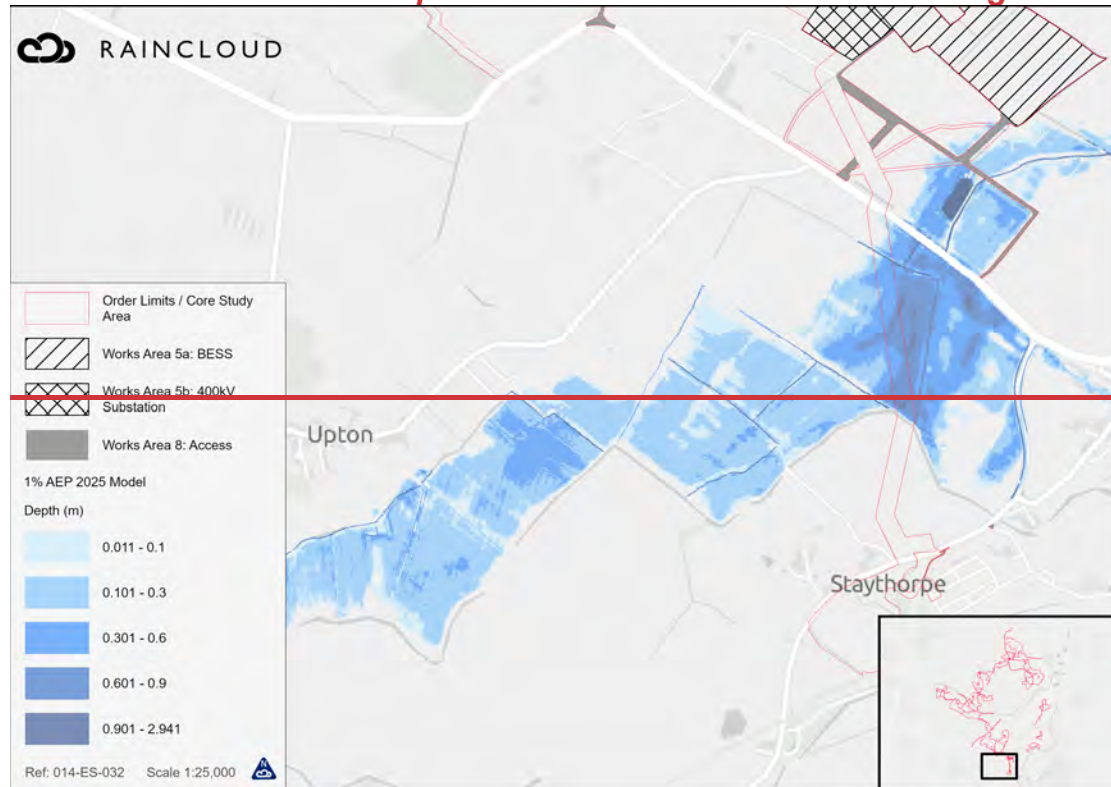 RAINCLOUD
Order Limits / Core Study
Area
Works Area 5a: BESS
Works Area 5b: 400kV
Substation
Works Area 8: Access
1% AEP 2025 Model
Depth (m)
0.011 - 0.1
0.101 - 0.3
0.301 - 0.6
0.601 - 0.9
0.901 - 2.941
Ref: 014-ES-032 Scale 1:25,000
N
Upton
Staythorpe